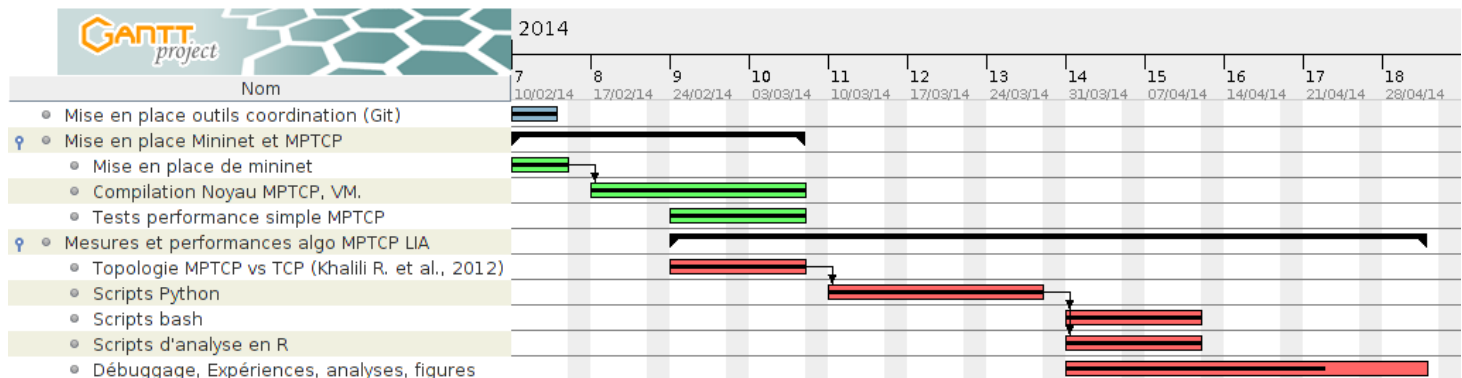 GANTT
project
2014
7 8 9 10 11 12 13 14 15 16 17 18
10/02/14 17/02/14 24/02/14 03/03/14 10/03/14 17/03/14 24/03/14 31/03/14 07/04/14 14/04/14 21/04/14 28/04/14
Nom
Mise en place outils coordination (Git)
Mise en place Mininet et MPTCP
Mise en place de mininet
Compilation Noyau MPTCP, VM.
Tests performance simple MPTCP
Mesures et performances algo MPTCP LIA
Topologie MPTCP vs TCP (Khalili R. et al., 2012)
Scripts Python
Scripts bash
Scripts d'analyse en R
Débuggage, Expériences, analyses, figures